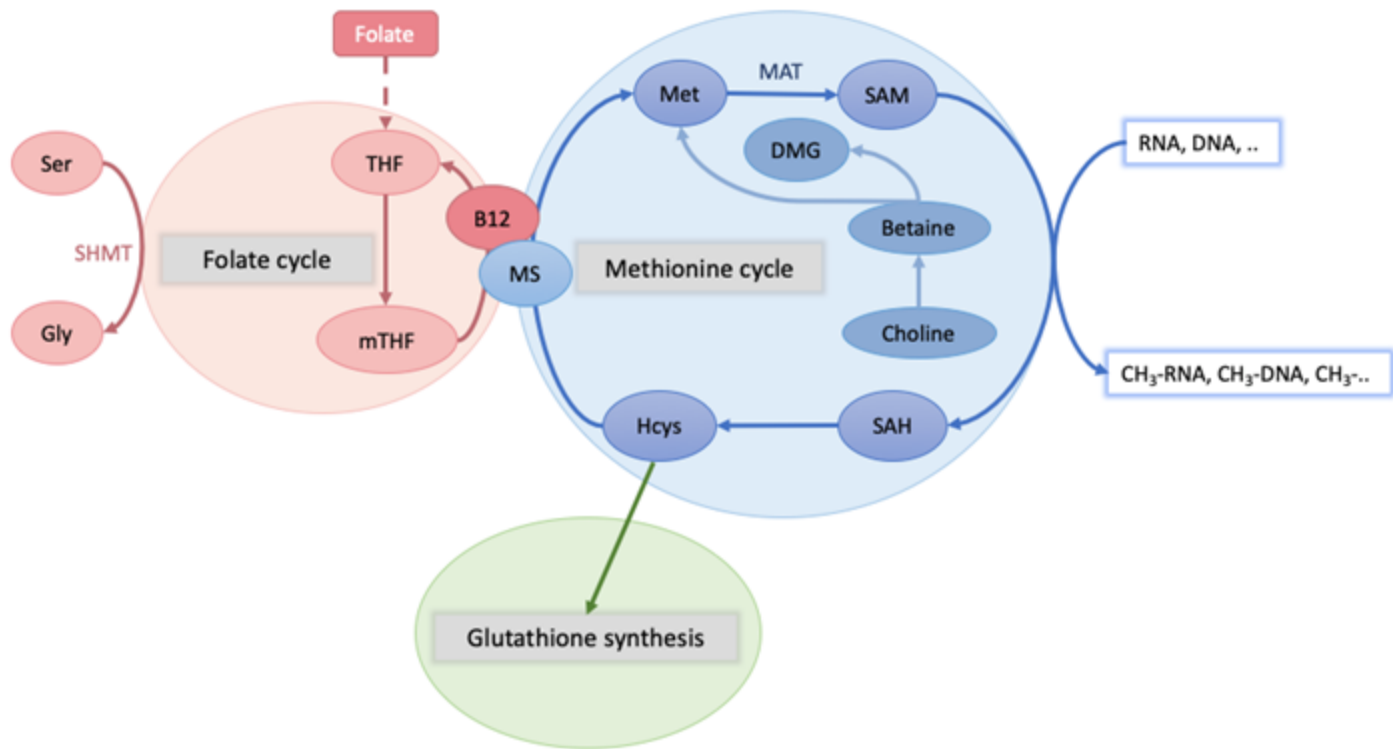 Folate
Met
MAT
SAM
RNA, DNA, ..
Ser
THF
DMG
B12
Betaine
SHMT
Folate cycle
MS
Methionine cycle
Gly
mTHF
Choline
CH₃-RNA, CH₃-DNA, CH₃-..
Hcys
SAH
Glutathione synthesis